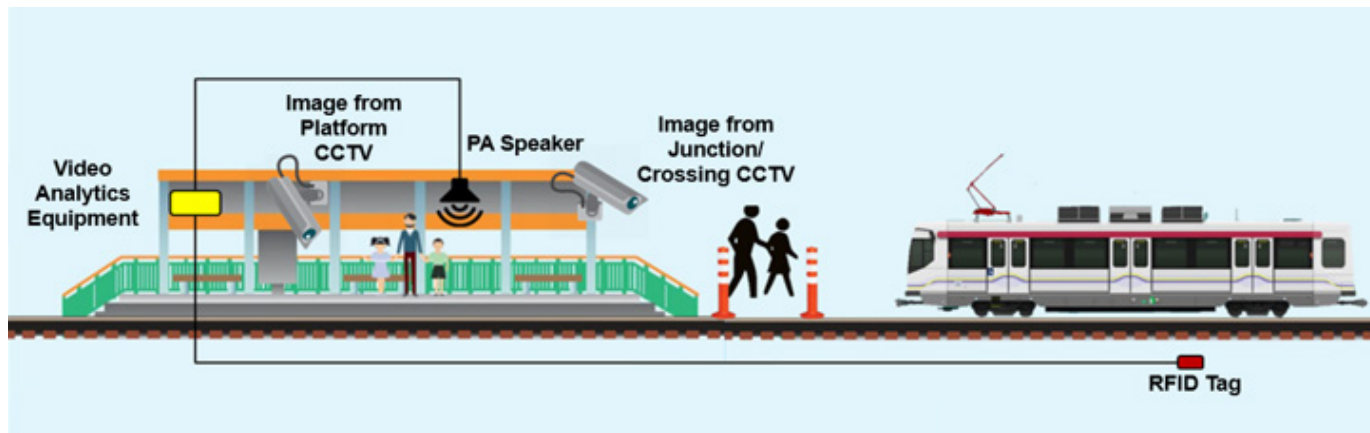 Image from
Platform
CCTV
PA Speaker
Image from
Junction/
Crossing CCTV
Video
Analytics
Equipment
RFID Tag